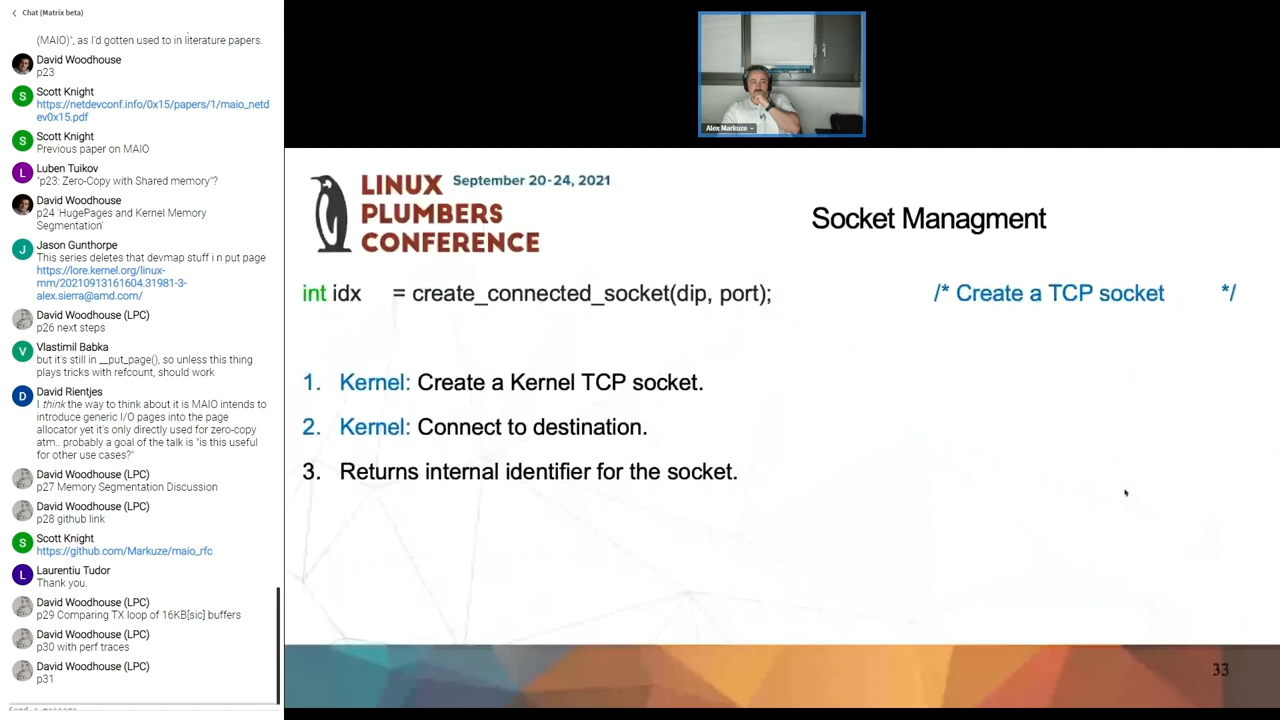 Chat (Matrix beta)
(MAIO)", as I'd gotten used to in literature papers.
David Woodhouse
p23
S
Scott Knight
https://netdevconf.info/0x15/papers/1/maio_netd
ev0x15.pdf
S
Scott Knight
Previous paper on MAIO
L
Luben Tuikov
"p23: Zero-Copy with Shared memory"?
David Woodhouse
p24 'HugePages and Kernel Memory
Segmentation'
J
Jason Gunthorpe
This series deletes that devmap stuff i n put page
https://lore.kernel.org/linux-
mm/20210913161604.31981-3-
alex.sierra@amd.com/
David Woodhouse (LPC)
p26 next steps
V
Vlastimil Babka
but it's still in __put_page(), so unless this thing
plays tricks with refcount, should work
D
David Rientjes
I think the way to think about it is MAIO intends to
introduce generic I/O pages into the page
allocator yet it's only directly used for zero-copy
atm.. probably a goal of the talk is "is this useful
for other use cases?"
David Woodhouse (LPC)
p27 Memory Segmentation Discussion
David Woodhouse (LPC)
p28 github link
S
Scott Knight
https://github.com/Markuze/maio_rfc
L
Laurentiu Tudor
Thank you.
David Woodhouse (LPC)
p29 Comparing TX loop of 16KB[sic] buffers
David Woodhouse (LPC)
p30 with perf traces
David Woodhouse (LPC)
p31
Send a message
Alex Markuze
LINUX
PLUMBERS
CONFERENCE
September 20-24, 2021
Socket Managment
int idx = create_connected_socket(dip, port); /* Create a TCP socket */
1. Kernel: Create a Kernel TCP socket.
2. Kernel: Connect to destination.
3. Returns internal identifier for the socket.
33